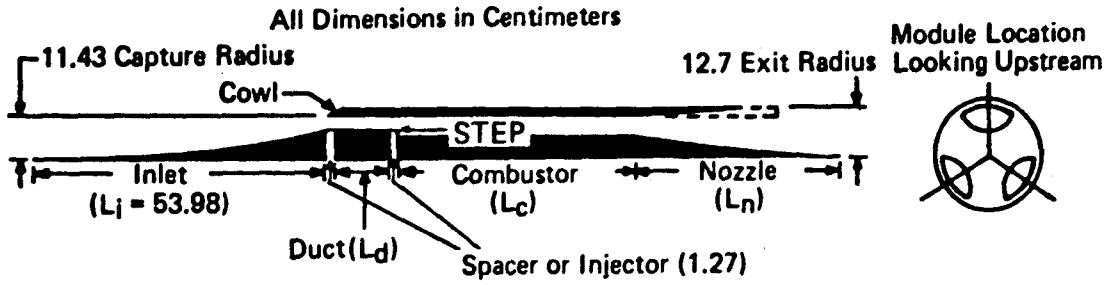 All Dimensions in Centimeters
11.43 Capture Radius
Cowl
12.7 Exit Radius
Module Location
Looking Upstream
STEP
Inlet
(Li = 53.98)
Combustor
(Lc)
Nozzle
(Ln)
Duct(Ld)
Spacer or Injector (1.27)